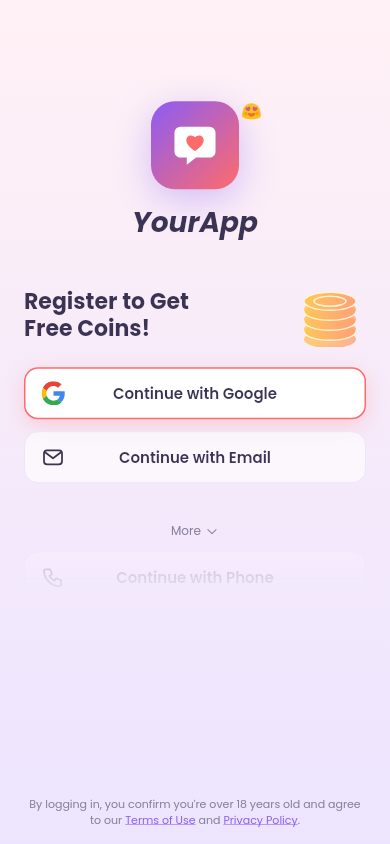 YourApp
Register to Get
Free Coins!
Continue with Google
Continue with Email
More
Continue with Phone
By logging in, you confirm you're over 18 years old and agree
to our Terms of Use and Privacy Policy.